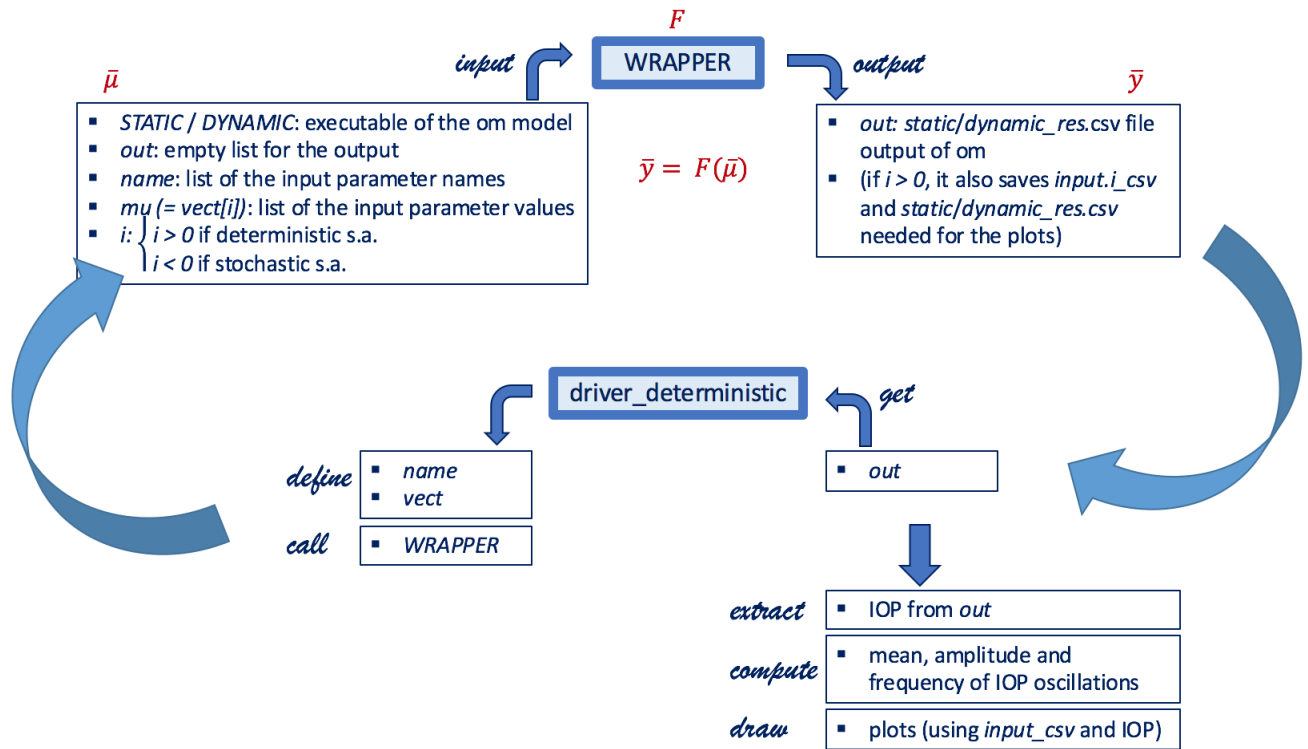 F
input
WRAPPER
output
μ̄
ȳ
▪ STATIC / DYNAMIC: executable of the om model
▪ out: empty list for the output
▪ name: list of the input parameter names
▪ mu (= vect[i]): list of the input parameter values
▪ i: { i > 0 if deterministic s.a.
i < 0 if stochastic s.a.
ȳ = F(μ̄)
▪ out: static/dynamic_res.csv file
output of om
▪ (if i > 0, it also saves input.i_csv
and static/dynamic_res.csv
needed for the plots)
driver_deterministic
get
define
▪ name
▪ vect
call
▪ WRAPPER
▪ out
extract
▪ IOP from out
compute
▪ mean, amplitude and
frequency of IOP oscillations
draw
▪ plots (using input_csv and IOP)